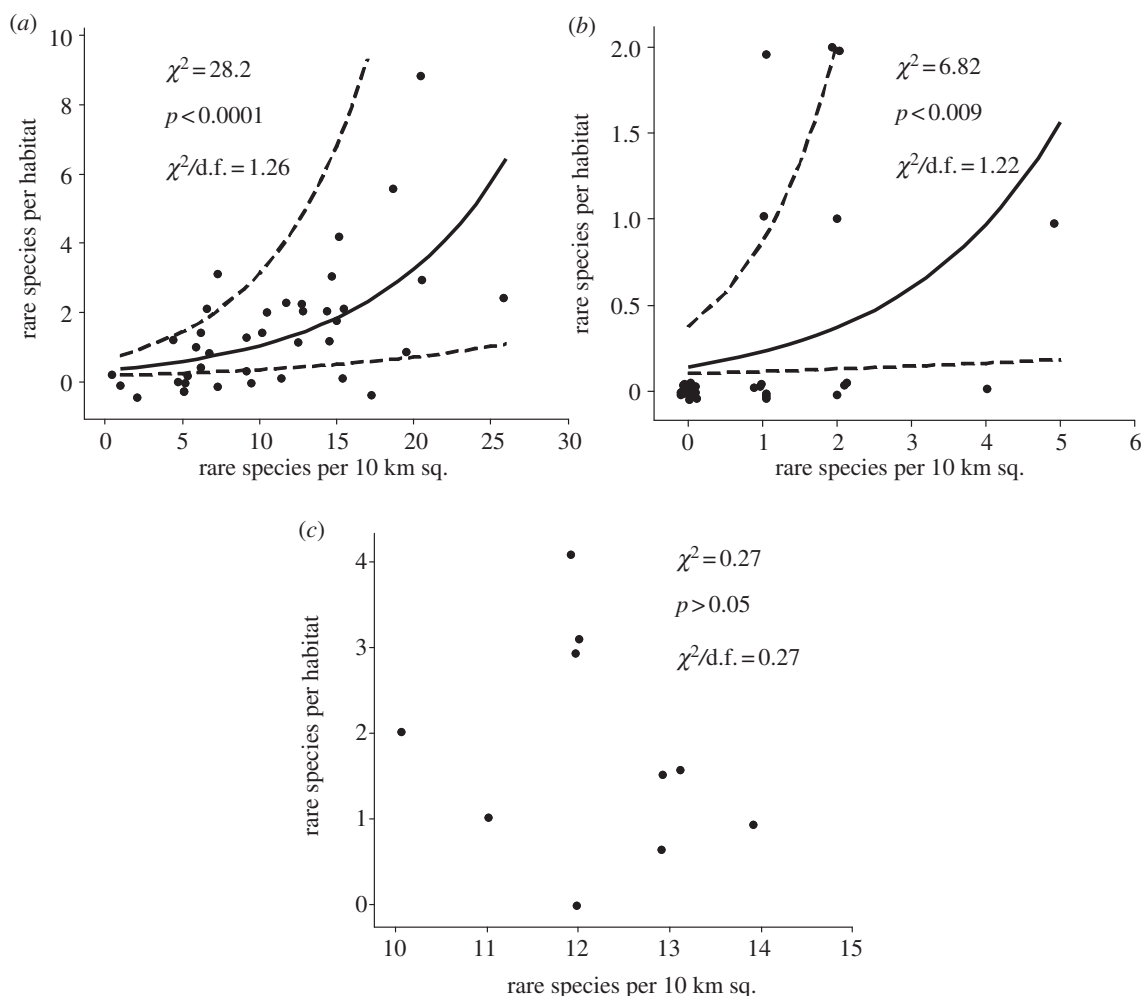 (a)
10
8
6
4
2
0
rare species per habitat
χ² = 28.2
p < 0.0001
χ²/d.f. = 1.26
0 5 10 15 20 25 30
rare species per 10 km sq.
(b)
2.0
1.5
1.0
0.5
0
rare species per habitat
χ² = 6.82
p < 0.009
χ²/d.f. = 1.22
0 1 2 3 4 5 6
rare species per 10 km sq.
(c)
4
3
2
1
0
rare species per habitat
χ² = 0.27
p > 0.05
χ²/d.f. = 0.27
10 11 12 13 14 15
rare species per 10 km sq.